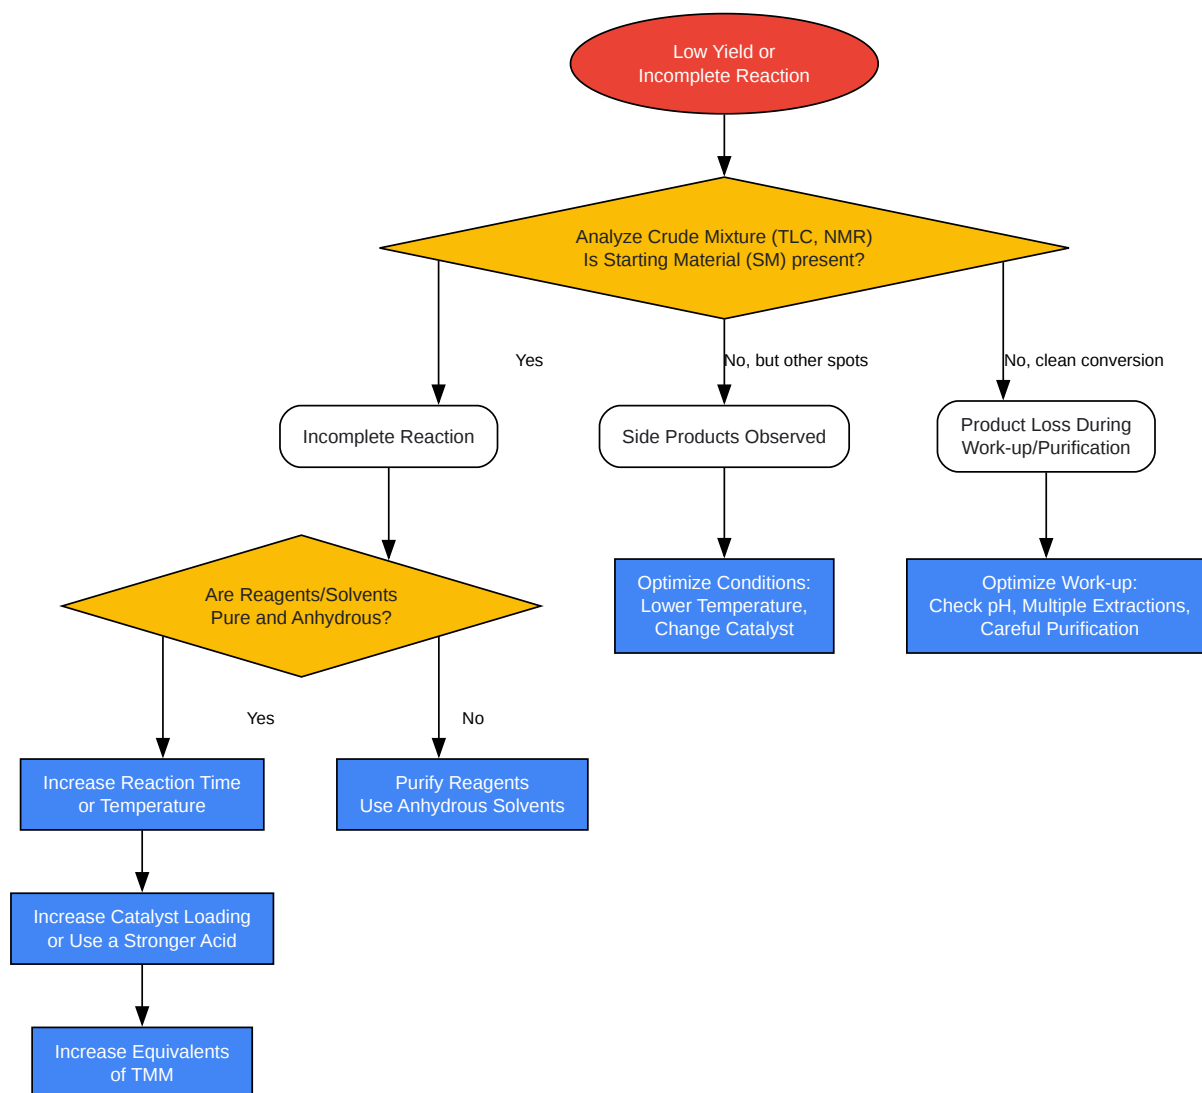 Low Yield or
Incomplete Reaction
Analyze Crude Mixture (TLC, NMR)
Is Starting Material (SM) present?
Yes
No, but other spots
No, clean conversion
Incomplete Reaction
Side Products Observed
Product Loss During
Work-up/Purification
Are Reagents/Solvents
Pure and Anhydrous?
Optimize Conditions:
Lower Temperature,
Change Catalyst
Optimize Work-up:
Check pH, Multiple Extractions,
Careful Purification
Yes
No
Increase Reaction Time
or Temperature
Purify Reagents
Use Anhydrous Solvents
Increase Catalyst Loading
or Use a Stronger Acid
Increase Equivalents
of TMM